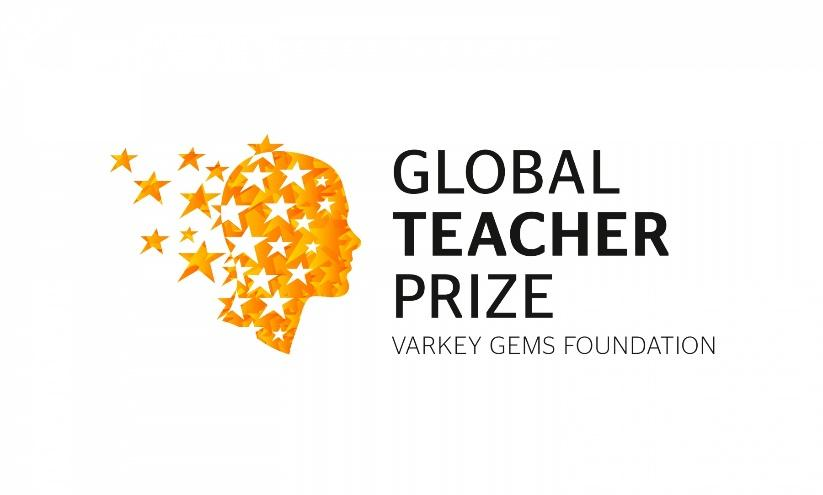 GLOBAL
TEACHER
PRIZE
VARKEY GEMS FOUNDATION